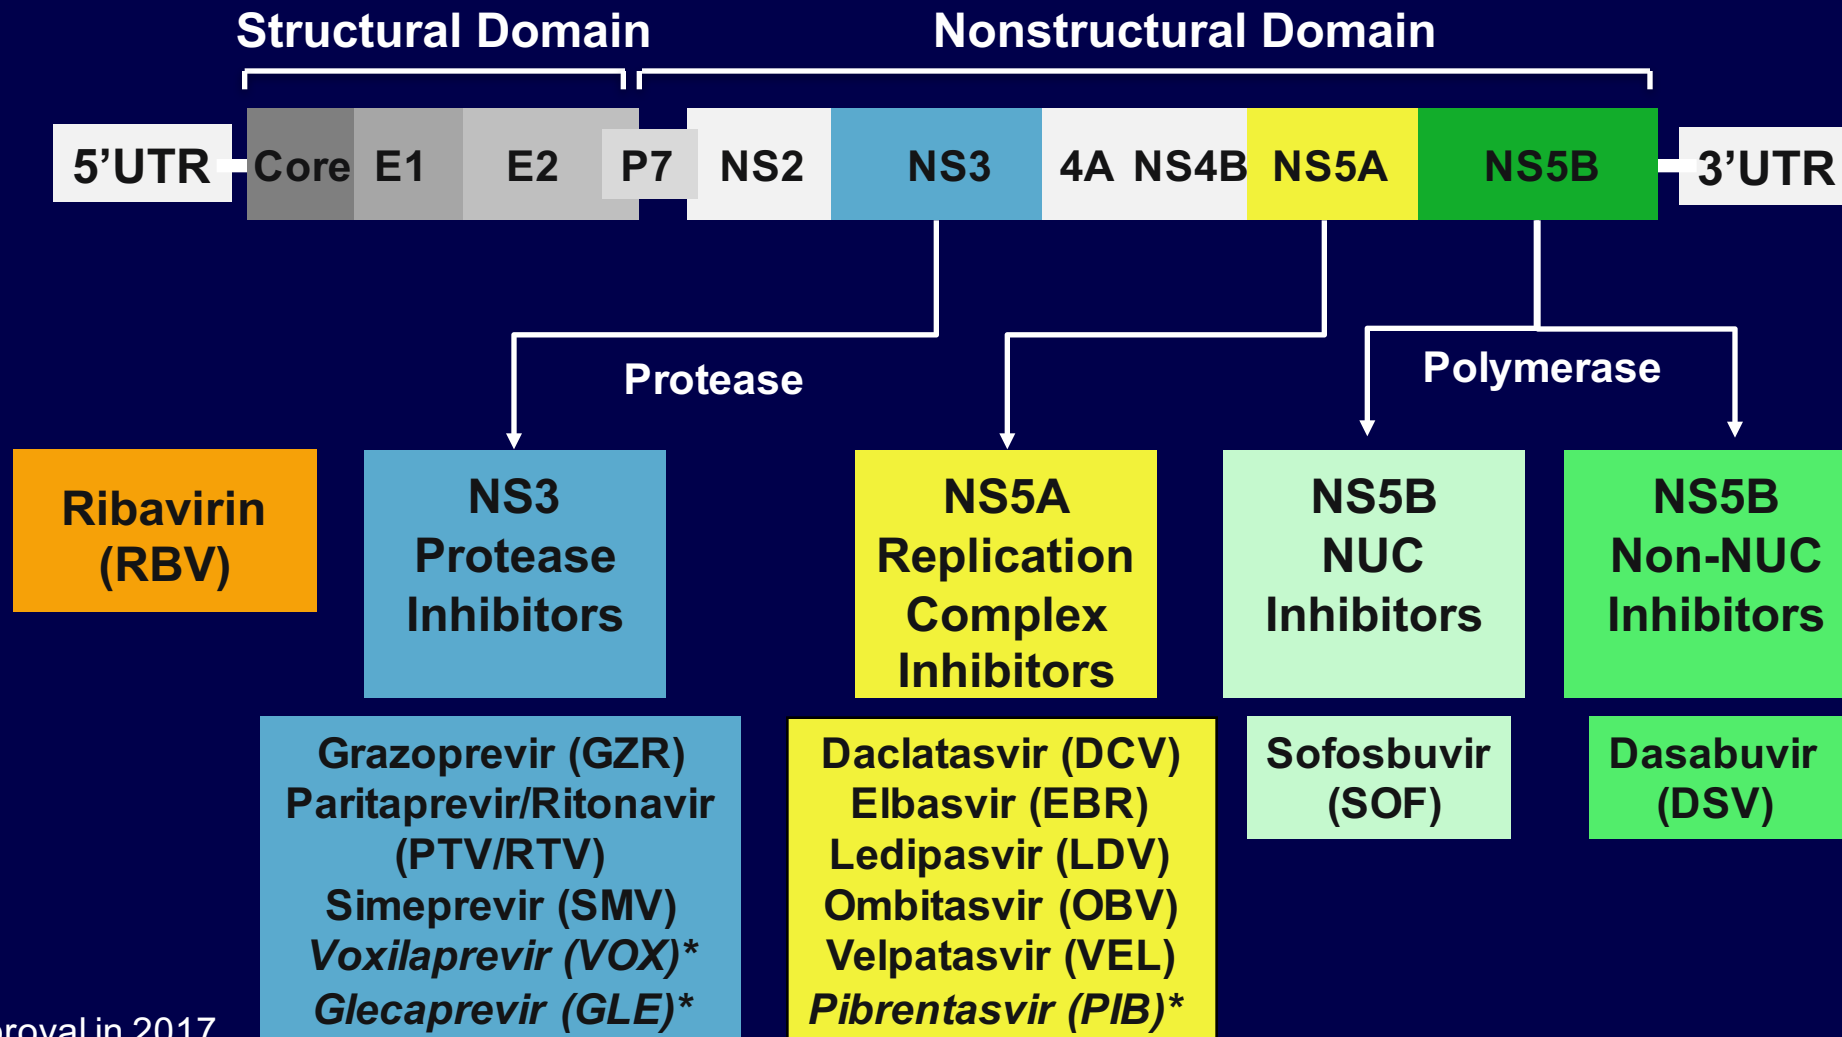 Structural Domain
Nonstructural Domain
5’UTR
Core
E1
E2
P7
NS2
NS3
4A
NS4B
NS5A
NS5B
3’UTR
Protease
Polymerase
Ribavirin
(RBV)
NS3
Protease
Inhibitors
NS5A
Replication
Complex
Inhibitors
NS5B
NUC
Inhibitors
NS5B
Non-NUC
Inhibitors
Grazoprevir (GZR)
Paritaprevir/Ritonavir
(PTV/RTV)
Simeprevir (SMV)
Voxilaprevir (VOX)*
Glecaprevir (GLE)*
Daclatasvir (DCV)
Elbasvir (EBR)
Ledipasvir (LDV)
Ombitasvir (OBV)
Velpatasvir (VEL)
Pibrentasvir (PIB)*
Sofosbuvir
(SOF)
Dasabuvir
(DSV)
in 2017